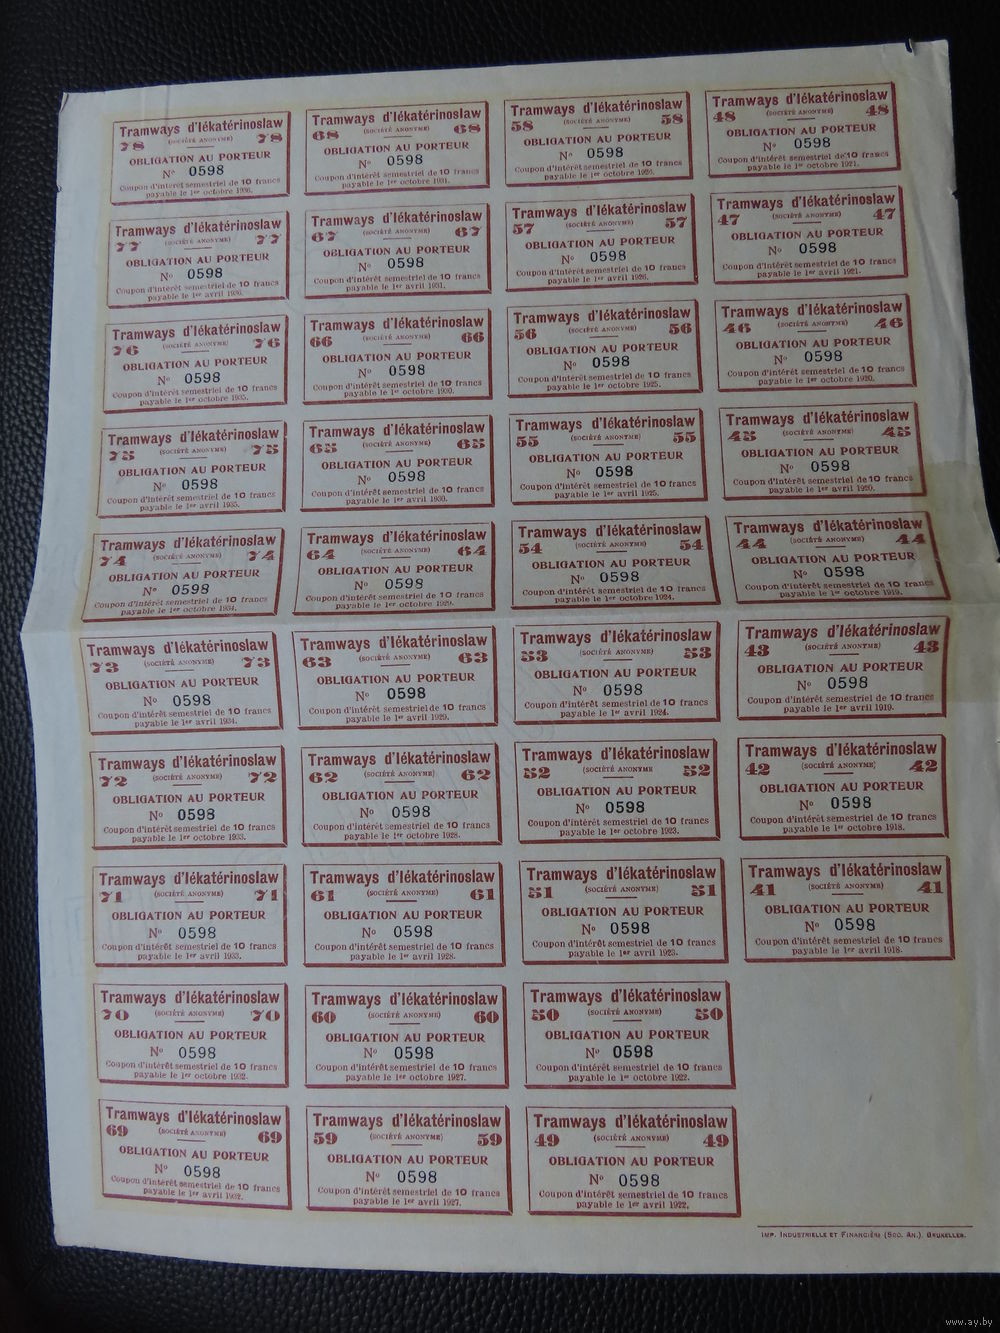 Tramways d'Iékatérinoslaw
78 (SOCIÉTÉ ANONYME) 78
OBLIGATION AU PORTEUR
Nº 0598
Coupon d'intérêt semestriel de 10 francs
payable le 1er octobre 1936.
Tramways d'Iékatérinoslaw
68 (SOCIÉTÉ ANONYME) 68
OBLIGATION AU PORTEUR
Nº 0598
Coupon d'intérêt semestriel de 10 francs
payable le 1er octobre 1931.
Tramways d'Iékatérinoslaw
58 (SOCIÉTÉ ANONYME) 58
OBLIGATION AU PORTEUR
Nº 0598
Coupon d'intérêt semestriel de 10 francs
payable le 1er octobre 1926.
Tramways d'Iékatérinoslaw
48 (SOCIÉTÉ ANONYME) 48
OBLIGATION AU PORTEUR
Nº 0598
Coupon d'intérêt semestriel de 10 francs
payable le 1er octobre 1921.
Tramways d'Iékatérinoslaw
77 (SOCIÉTÉ ANONYME) 77
OBLIGATION AU PORTEUR
Nº 0598
Coupon d'intérêt semestriel de 10 francs
payable le 1er avril 1936.
Tramways d'Iékatérinoslaw
67 (SOCIÉTÉ ANONYME) 67
OBLIGATION AU PORTEUR
Nº 0598
Coupon d'intérêt semestriel de 10 francs
payable le 1er avril 1931.
Tramways d'Iékatérinoslaw
57 (SOCIÉTÉ ANONYME) 57
OBLIGATION AU PORTEUR
Nº 0598
Coupon d'intérêt semestriel de 10 francs
payable le 1er avril 1926.
Tramways d'Iékatérinoslaw
47 (SOCIÉTÉ ANONYME) 47
OBLIGATION AU PORTEUR
Nº 0598
Coupon d'intérêt semestriel de 10 francs
payable le 1er avril 1921.
Tramways d'Iékatérinoslaw
76 (SOCIÉTÉ ANONYME) 76
OBLIGATION AU PORTEUR
Nº 0598
Coupon d'intérêt semestriel de 10 francs
payable le 1er octobre 1935.
Tramways d'Iékatérinoslaw
66 (SOCIÉTÉ ANONYME) 66
OBLIGATION AU PORTEUR
Nº 0598
Coupon d'intérêt semestriel de 10 francs
payable le 1er octobre 1930.
Tramways d'Iékatérinoslaw
56 (SOCIÉTÉ ANONYME) 56
OBLIGATION AU PORTEUR
Nº 0598
Coupon d'intérêt semestriel de 10 francs
payable le 1er octobre 1925.
Tramways d'Iékatérinoslaw
46 (SOCIÉTÉ ANONYME) 46
OBLIGATION AU PORTEUR
Nº 0598
Coupon d'intérêt semestriel de 10 francs
payable le 1er octobre 1920.
Tramways d'Iékatérinoslaw
75 (SOCIÉTÉ ANONYME) 75
OBLIGATION AU PORTEUR
Nº 0598
Coupon d'intérêt semestriel de 10 francs
payable le 1er avril 1935.
Tramways d'Iékatérinoslaw
65 (SOCIÉTÉ ANONYME) 65
OBLIGATION AU PORTEUR
Nº 0598
Coupon d'intérêt semestriel de 10 francs
payable le 1er avril 1930.
Tramways d'Iékatérinoslaw
55 (SOCIÉTÉ ANONYME) 55
OBLIGATION AU PORTEUR
Nº 0598
Coupon d'intérêt semestriel de 10 francs
payable le 1er avril 1925.
Tramways d'Iékatérinoslaw
45 (SOCIÉTÉ ANONYME) 45
OBLIGATION AU PORTEUR
Nº 0598
Coupon d'intérêt semestriel de 10 francs
payable le 1er avril 1920.
Tramways d'Iékatérinoslaw
74 (SOCIÉTÉ ANONYME) 74
OBLIGATION AU PORTEUR
Nº 0598
Coupon d'intérêt semestriel de 10 francs
payable le 1er octobre 1934.
Tramways d'Iékatérinoslaw
64 (SOCIÉTÉ ANONYME) 64
OBLIGATION AU PORTEUR
Nº 0598
Coupon d'intérêt semestriel de 10 francs
payable le 1er octobre 1929.
Tramways d'Iékatérinoslaw
54 (SOCIÉTÉ ANONYME) 54
OBLIGATION AU PORTEUR
Nº 0598
Coupon d'intérêt semestriel de 10 francs
payable le 1er octobre 1924.
Tramways d'Iékatérinoslaw
44 (SOCIÉTÉ ANONYME) 44
OBLIGATION AU PORTEUR
Nº 0598
Coupon d'intérêt semestriel de 10 francs
payable le 1er octobre 1919.
Tramways d'Iékatérinoslaw
73 (SOCIÉTÉ ANONYME) 73
OBLIGATION AU PORTEUR
Nº 0598
Coupon d'intérêt semestriel de 10 francs
payable le 1er avril 1934.
Tramways d'Iékatérinoslaw
63 (SOCIÉTÉ ANONYME) 63
OBLIGATION AU PORTEUR
Nº 0598
Coupon d'intérêt semestriel de 10 francs
payable le 1er avril 1929.
Tramways d'Iékatérinoslaw
53 (SOCIÉTÉ ANONYME) 53
OBLIGATION AU PORTEUR
Nº 0598
Coupon d'intérêt semestriel de 10 francs
payable le 1er avril 1924.
Tramways d'Iékatérinoslaw
43 (SOCIÉTÉ ANONYME) 43
OBLIGATION AU PORTEUR
Nº 0598
Coupon d'intérêt semestriel de 10 francs
payable le 1er avril 1919.
Tramways d'Iékatérinoslaw
72 (SOCIÉTÉ ANONYME) 72
OBLIGATION AU PORTEUR
Nº 0598
Coupon d'intérêt semestriel de 10 francs
payable le 1er octobre 1933.
Tramways d'Iékatérinoslaw
62 (SOCIÉTÉ ANONYME) 62
OBLIGATION AU PORTEUR
Nº 0598
Coupon d'intérêt semestriel de 10 francs
payable le 1er octobre 1928.
Tramways d'Iékatérinoslaw
52 (SOCIÉTÉ ANONYME 52
OBLIGATION AU PORTEUR
Nº 0598
Coupon d'intérêt semestriel de 10 francs
payable le 1er octobre 1923.
Tramways d'Iékatérinoslaw
42 (SOCIÉTÉ ANONYME) 42
OBLIGATION AU PORTEUR
Nº 0598
Coupon d'intérêt semestriel de 10 francs
payable le 1er octobre 1918.
Tramways d'Iékatérinoslaw
71 (SOCIÉTÉ ANONYME) 71
OBLIGATION AU PORTEUR
Nº 0598
Coupon d'intérêt semestriel de 10 francs
payable le 1er avril 1933.
Tramways d'Iékatérinoslaw
61 (SOCIÉTÉ ANONYME) 61
OBLIGATION AU PORTEUR
Nº 0598
Coupon d'intérêt semestriel de 10 francs
payable le 1er avril 1928.
Tramways d'Iékatérinoslaw
51 (SOCIÉTÉ ANONYME) 51
OBLIGATION AU PORTEUR
Nº 0598
Coupon d'intérêt semestriel de 10 francs
payable le 1er avril 1923.
Tramways d'Iékatérinoslaw
41 (SOCIÉTÉ ANONYME) 41
OBLIGATION AU PORTEUR
Nº 0598
Coupon d'intérêt semestriel de 10 francs
payable le 1er avril 1918.
Tramways d'Iékatérinoslaw
70 (SOCIÉTÉ ANONYME) 70
OBLIGATION AU PORTEUR
Nº 0598
Coupon d'intérêt semestriel de 10 francs
payable le 1er octobre 1932.
Tramways d'Iékatérinoslaw
60 (SOCIÉTÉ ANONYME) 60
OBLIGATION AU PORTEUR
Nº 0598
Coupon d'intérêt semestriel de 10 francs
payable le 1er octobre 1927.
Tramways d'Iékatérinoslaw
50 (SOCIÉTÉ ANONYME) 50
OBLIGATION AU PORTEUR
Nº 0598
Coupon d'intérêt semestriel de 10 francs
payable le 1er octobre 1922.
Tramways d'Iékatérinoslaw
69 (SOCIÉTÉ ANONYME) 69
OBLIGATION AU PORTEUR
Nº 0598
Coupon d'intérêt semestriel de 10 francs
payable le 1er avril 1932.
Tramways d'Iékatérinoslaw
59 (SOCIÉTÉ ANONYME) 59
OBLIGATION AU PORTEUR
Nº 0598
Coupon d'intérêt semestriel de 10 francs
payable le 1er avril 1927.
Tramways d'Iékatérinoslaw
49 (SOCIÉTÉ ANONYME) 49
OBLIGATION AU PORTEUR
Nº 0598
Coupon d'intérêt semestriel de 10 francs
payable le 1er avril 1922.
IMP. INDUSTRIELLE ET FINANCIÈRE (SOC. AN.). BRUXELLES.
www.ay.by